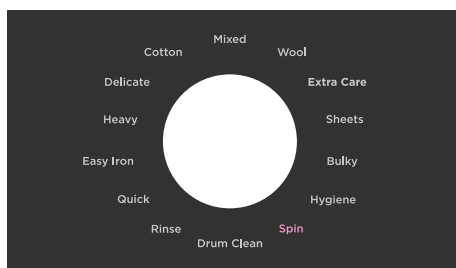 Mixed
Cotton
Wool
Delicate
Extra Care
Heavy
Sheets
Easy Iron
Bulky
Quick
Hygiene
Rinse
Spin
Drum Clean